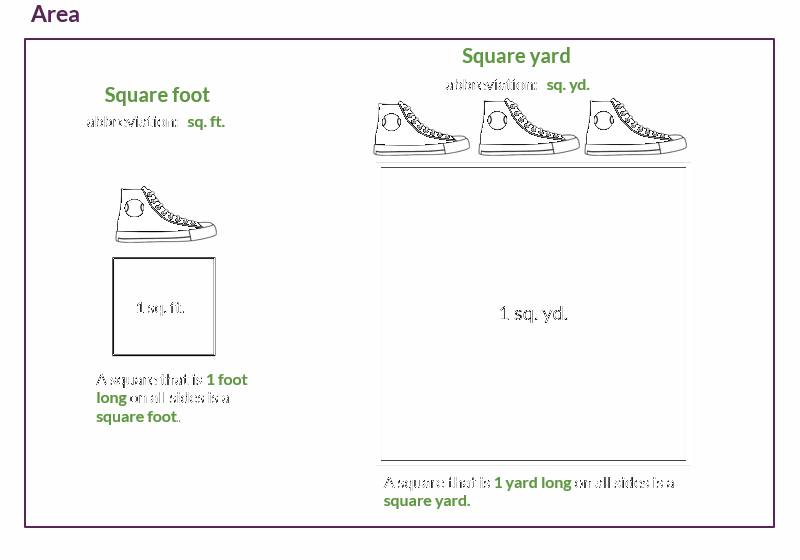 Area
Square foot
abbreviation: sq. ft.
1 sq. ft.
A square that is 1 foot
long on all sides is a
square foot.
Square yard
abbreviation: sq. yd.
1 sq. yd.
A square that is 1 yard long on all sides is a
square yard.